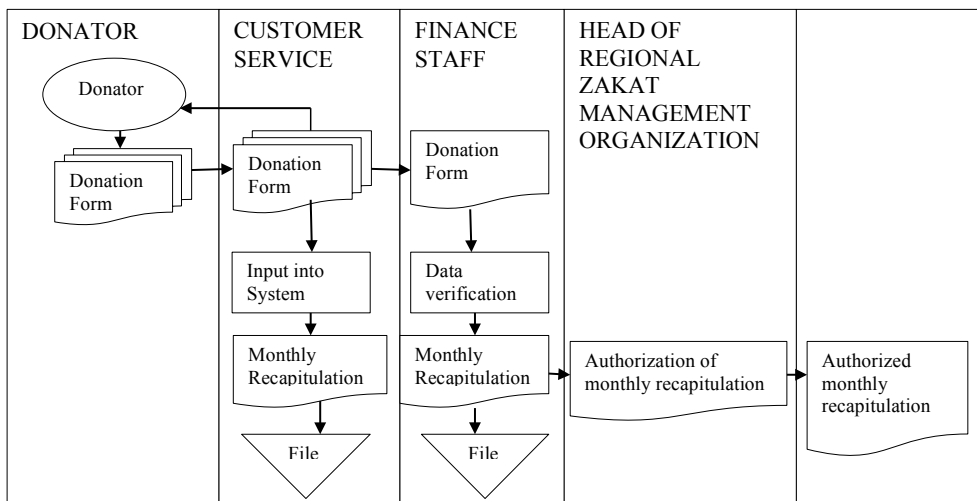 DONATOR
CUSTOMER
SERVICE
FINANCE
STAFF
HEAD OF
REGIONAL
ZAKAT
MANAGEMENT
ORGANIZATION
Donator
Donation
Form
Donation
Form
Donation
Form
Input into
System
Data
verification
Monthly
Recapitulation
Monthly
Recapitulation
Authorization of
monthly recapitulation
Authorized
monthly
recapitulation
File
File